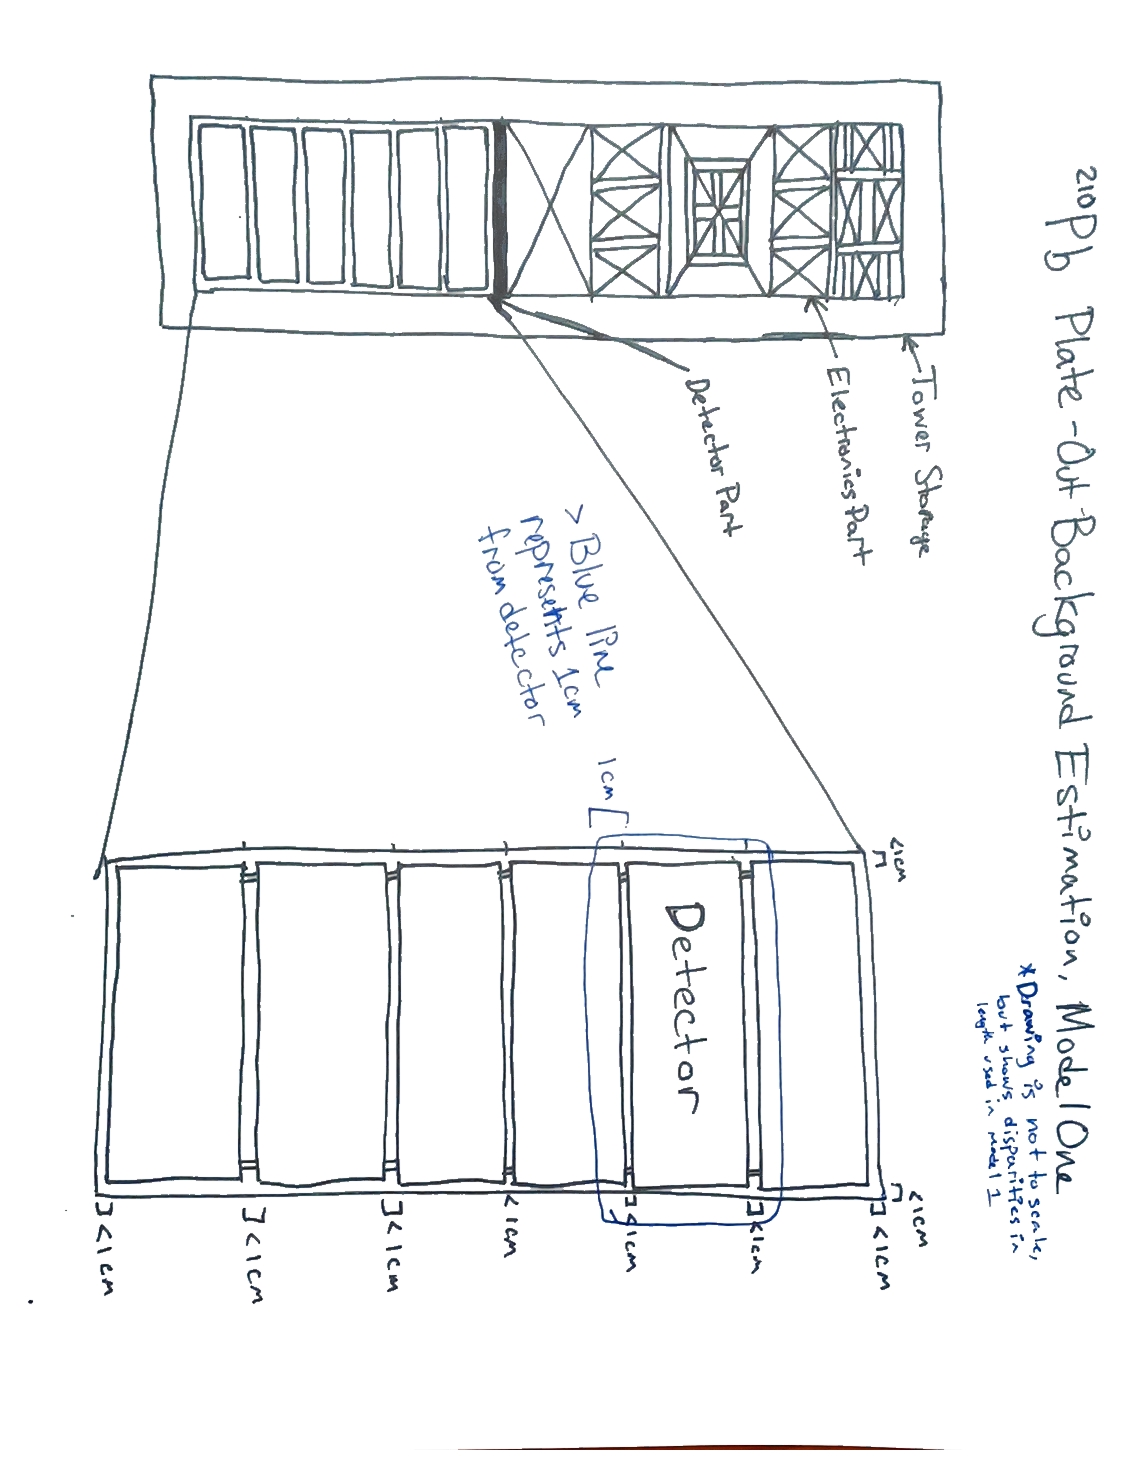 210Pb Plate-Out Background Estimation, Model One
*Drawing is not to scale,
but shows disparities in
length used in model 1
Tower Storage
Electronics Part
Detector Part
> Blue line
represents 1cm
from detector
1cm
<1cm
<1cm
Detector
<1cm
<1cm
<1cm
<1cm
<1cm
<1cm
<1cm